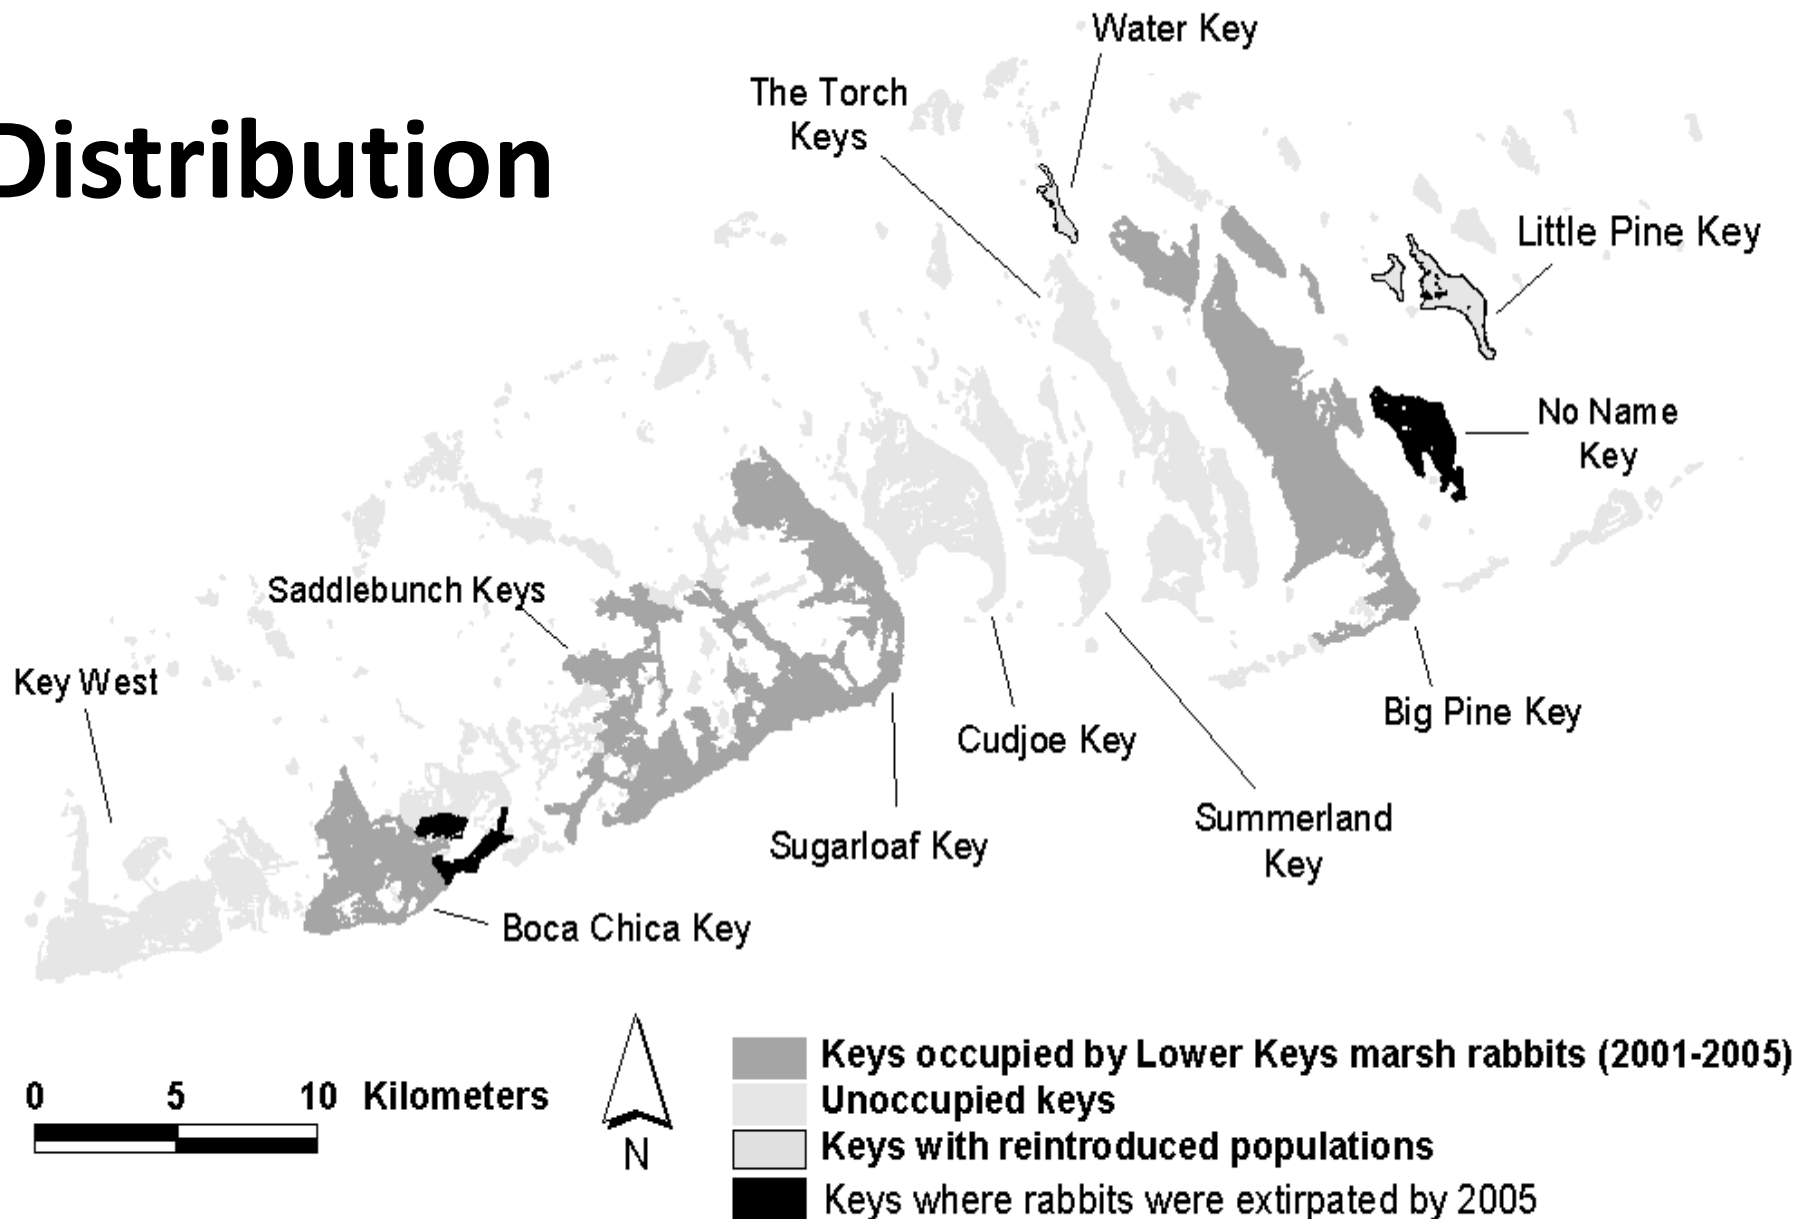 Distribution
Water Key
The Torch
Keys
Little Pine Key
No Name
Key
Saddlebunch Keys
Key West
Big Pine Key
Cudjoe Key
Summerland
Key
Sugarloaf Key
Boca Chica Key
0 5 10 Kilometers
N
Keys occupied by Lower Keys marsh rabbits (2001-2005)
Unoccupied keys
Keys with reintroduced populations
Keys where rabbits were extirpated by 2005